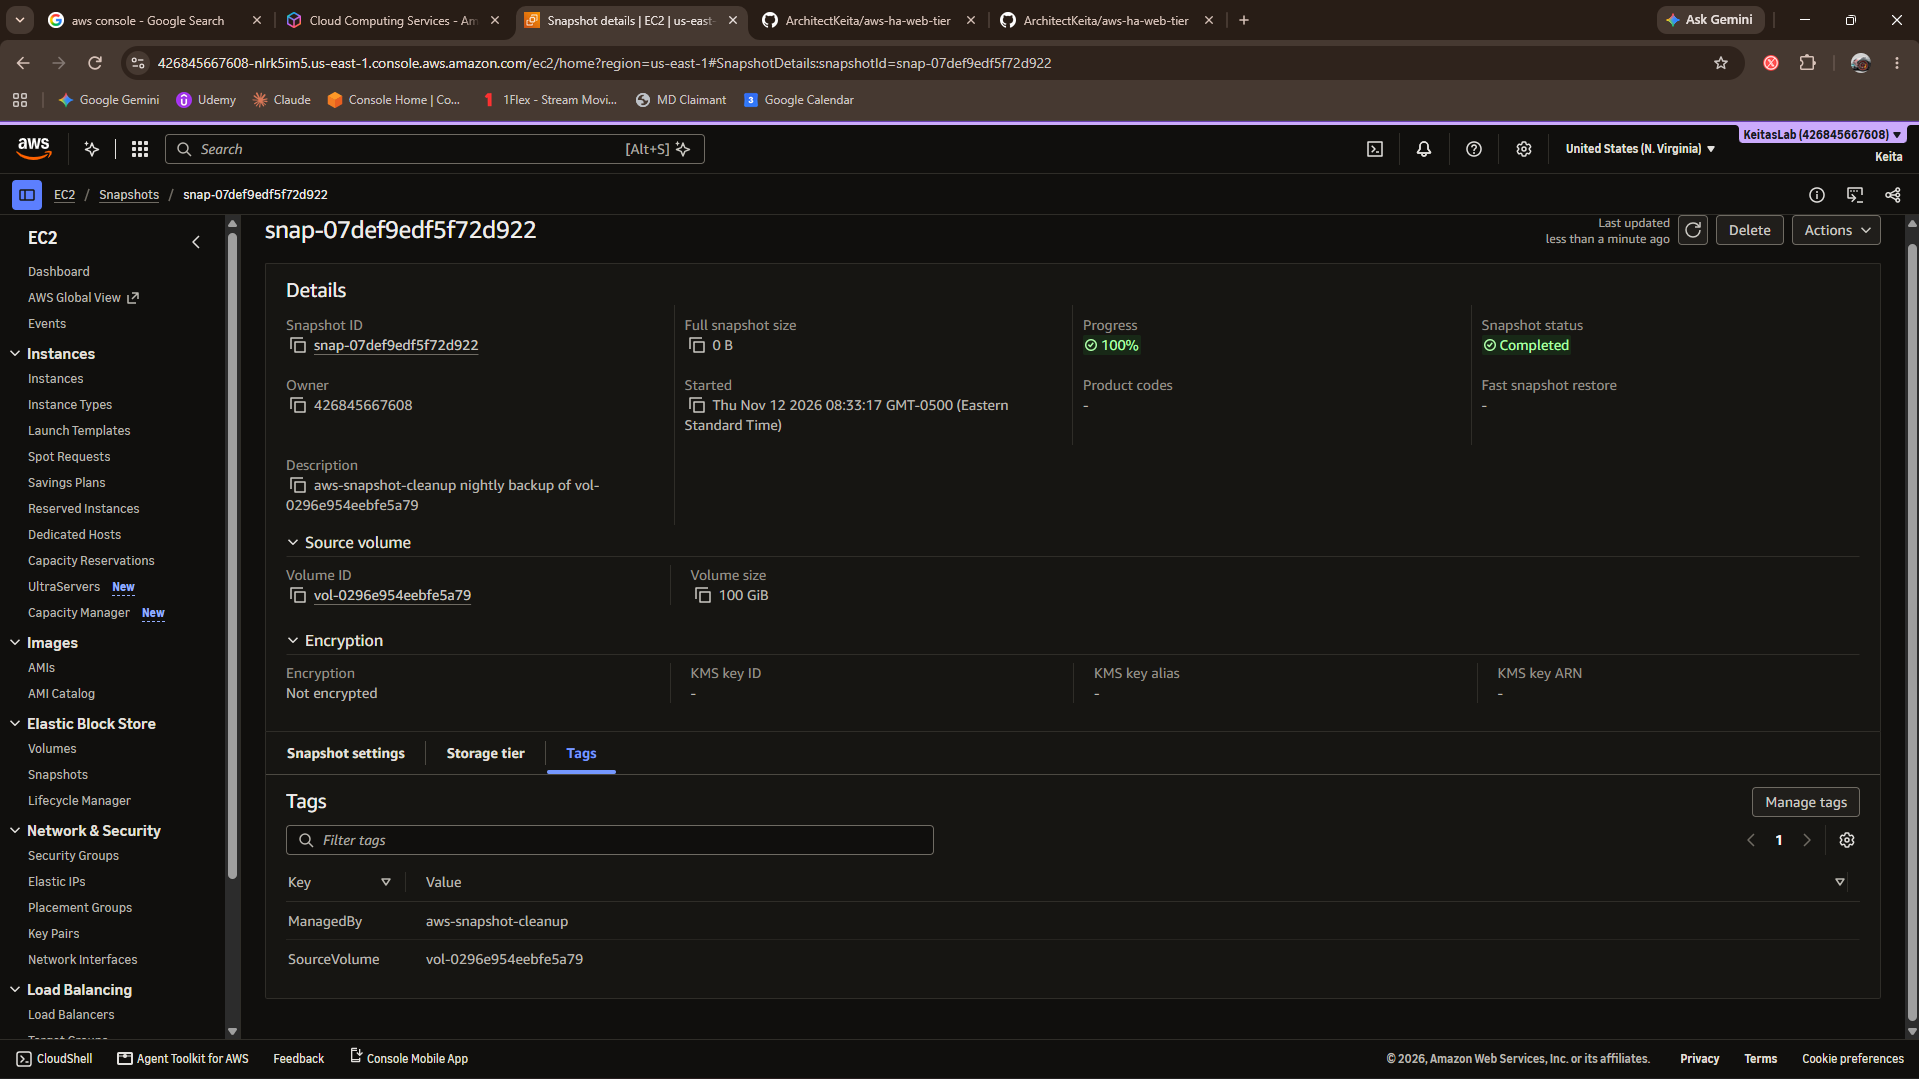 aws console - Google Search
Cloud Computing Services - Am
Snapshot details | EC2 | us-east-
ArchitectKeita/aws-ha-web-tier
ArchitectKeita/aws-ha-web-tier
Ask Gemini
426845667608-nlrk5im5.us-east-1.console.aws.amazon.com/ec2/home?region=us-east-1#SnapshotDetails:snapshotId=snap-07def9edf5f72d922
Google Gemini
Udemy
Claude
Console Home | Co...
1Flex - Stream Movi...
MD Claimant
3
Google Calendar
aws
Search
[Alt+S]
United States (N. Virginia)
KeitasLab (426845667608)
Keita
EC2 / Snapshots / snap-07def9edf5f72d922
EC2
Dashboard
AWS Global View
Events
Instances
Instances
Instance Types
Launch Templates
Spot Requests
Savings Plans
Reserved Instances
Dedicated Hosts
Capacity Reservations
UltraServers New
Capacity Manager New
Images
AMIs
AMI Catalog
Elastic Block Store
Volumes
Snapshots
Lifecycle Manager
Network & Security
Security Groups
Elastic IPs
Placement Groups
Key Pairs
Network Interfaces
Load Balancing
Load Balancers
Target Groups
snap-07def9edf5f72d922
Last updated
less than a minute ago
Delete
Actions
Details
Snapshot ID
snap-07def9edf5f72d922
Full snapshot size
0 B
Progress
100%
Snapshot status
Completed
Owner
426845667608
Started
Thu Nov 12 2026 08:33:17 GMT-0500 (Eastern
Standard Time)
Product codes
-
Fast snapshot restore
-
Description
aws-snapshot-cleanup nightly backup of vol-
0296e954eebfe5a79
Source volume
Volume ID
vol-0296e954eebfe5a79
Volume size
100 GiB
Encryption
Encryption
Not encrypted
KMS key ID
-
KMS key alias
-
KMS key ARN
-
Snapshot settings
Storage tier
Tags
Tags
Manage tags
Filter tags
1
Key
Value
ManagedBy
aws-snapshot-cleanup
SourceVolume
vol-0296e954eebfe5a79
CloudShell
Agent Toolkit for AWS
Feedback
Console Mobile App
© 2026, Amazon Web Services, Inc. or its affiliates.
Privacy
Terms
Cookie preferences